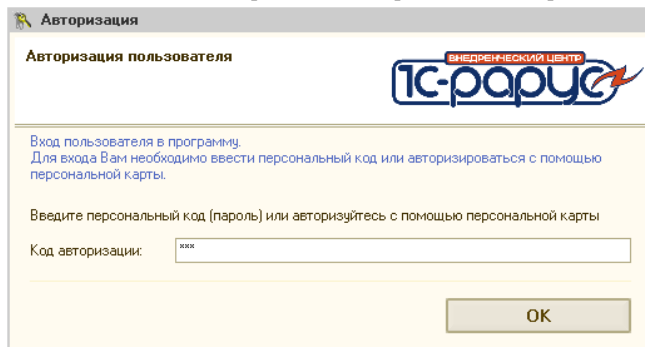 Авторизация
Авторизация пользователя
ВНЕДРЕНЧЕСКИЙ ЦЕНТР
1С-рарус
Вход пользователя в программу.
Для входа Вам необходимо ввести персональный код или авторизироваться с помощью
персональной карты.
Введите персональный код (пароль) или авторизуйтесь с помощью персональной карты
Код авторизации:
***
OK